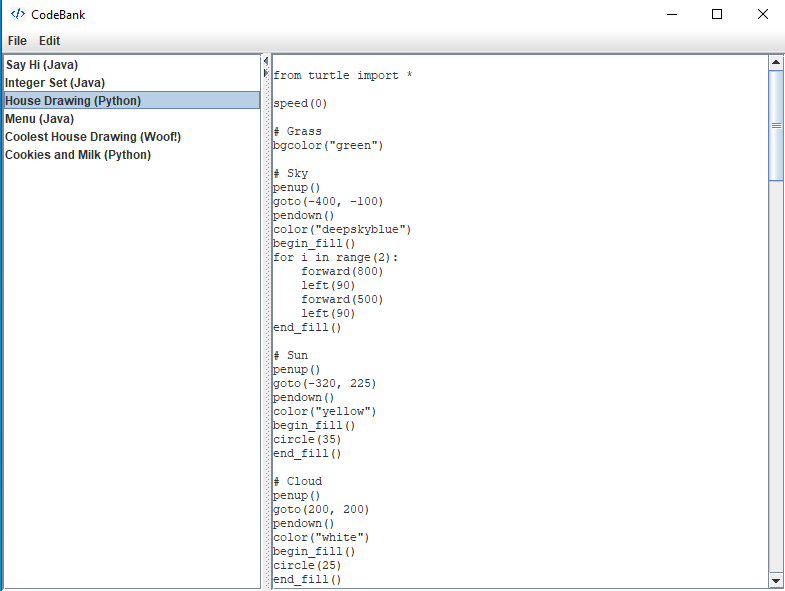 CodeBank
File Edit
Say Hi (Java)
Integer Set (Java)
House Drawing (Python)
Menu (Java)
Coolest House Drawing (Woof!)
Cookies and Milk (Python)
from turtle import *
speed(0)
# Grass
bgcolor("green")
# Sky
penup()
goto(-400, -100)
pendown()
color("deepskyblue")
begin_fill()
for i in range(2):
    forward(800)
    left(90)
    forward(500)
    left(90)
end_fill()
# Sun
penup()
goto(-320, 225)
pendown()
color("yellow")
begin_fill()
circle(35)
end_fill()
# Cloud
penup()
goto(200, 200)
pendown()
color("white")
begin_fill()
circle(25)
end_fill()